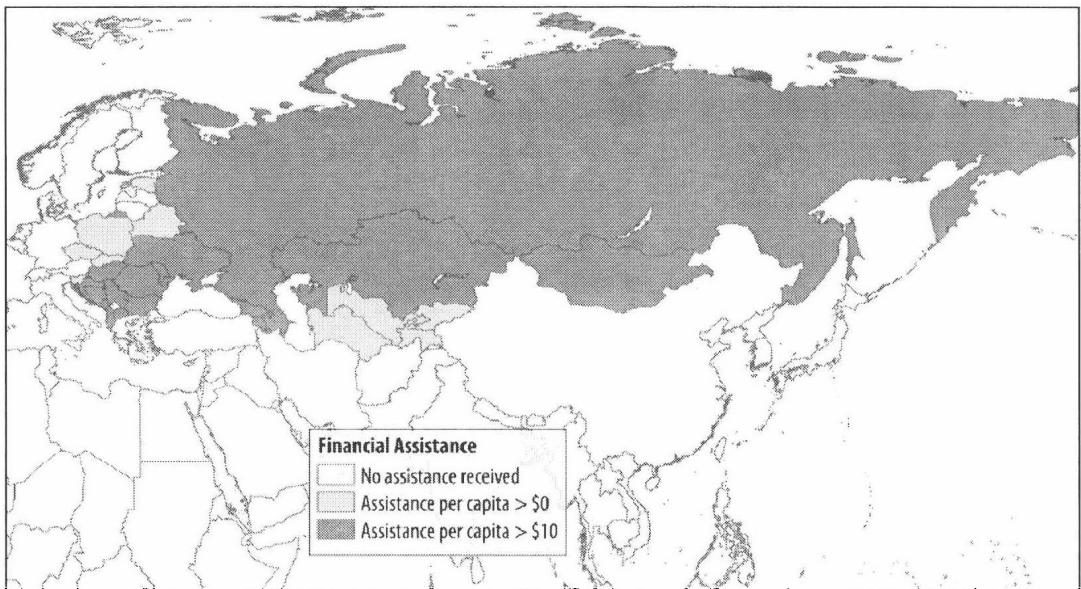 Financial Assistance
No assistance received
Assistance per capita > $0
Assistance per capita > $10